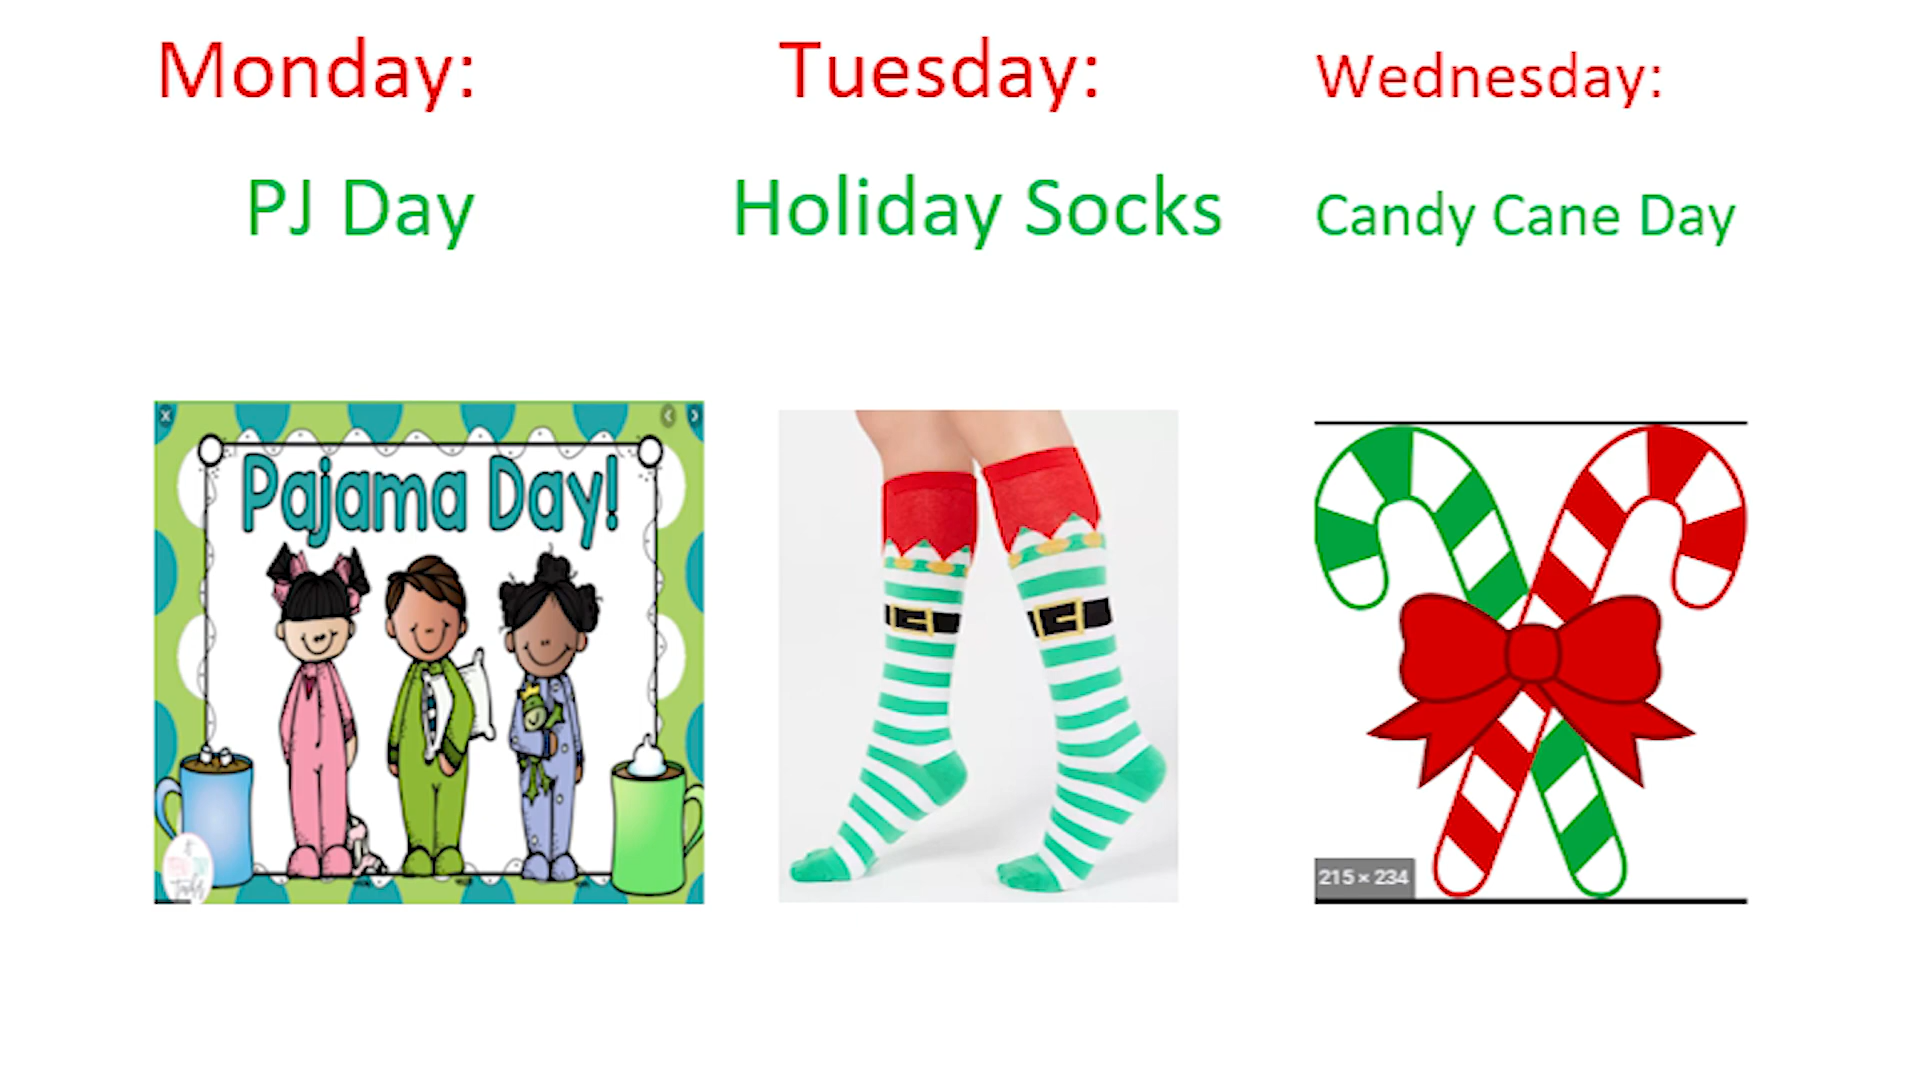 Monday:
Tuesday:
Wednesday:
PJ Day
Holiday Socks
Candy Cane Day
Pajama Day!
215 × 234